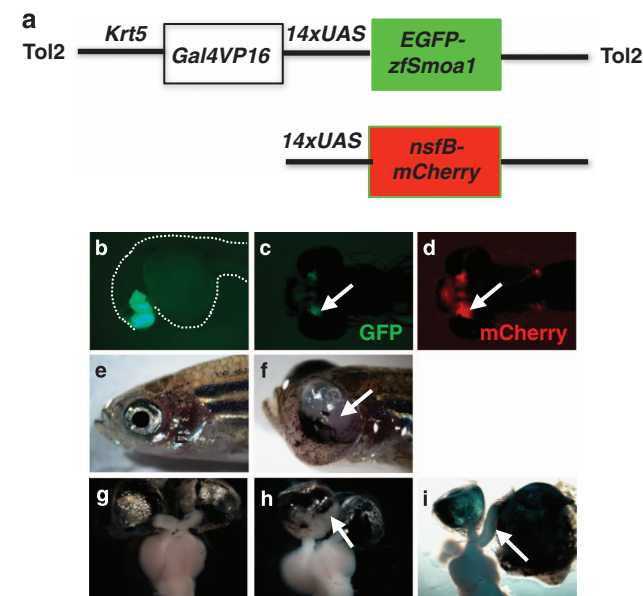 a
Krt5 14xUAS EGFP-
Tol2 Gal4VP16 zfSmoa1 Tol2
14xUAS nsfB-
mCherry
b c d
GFP mCherry
e f
g h i